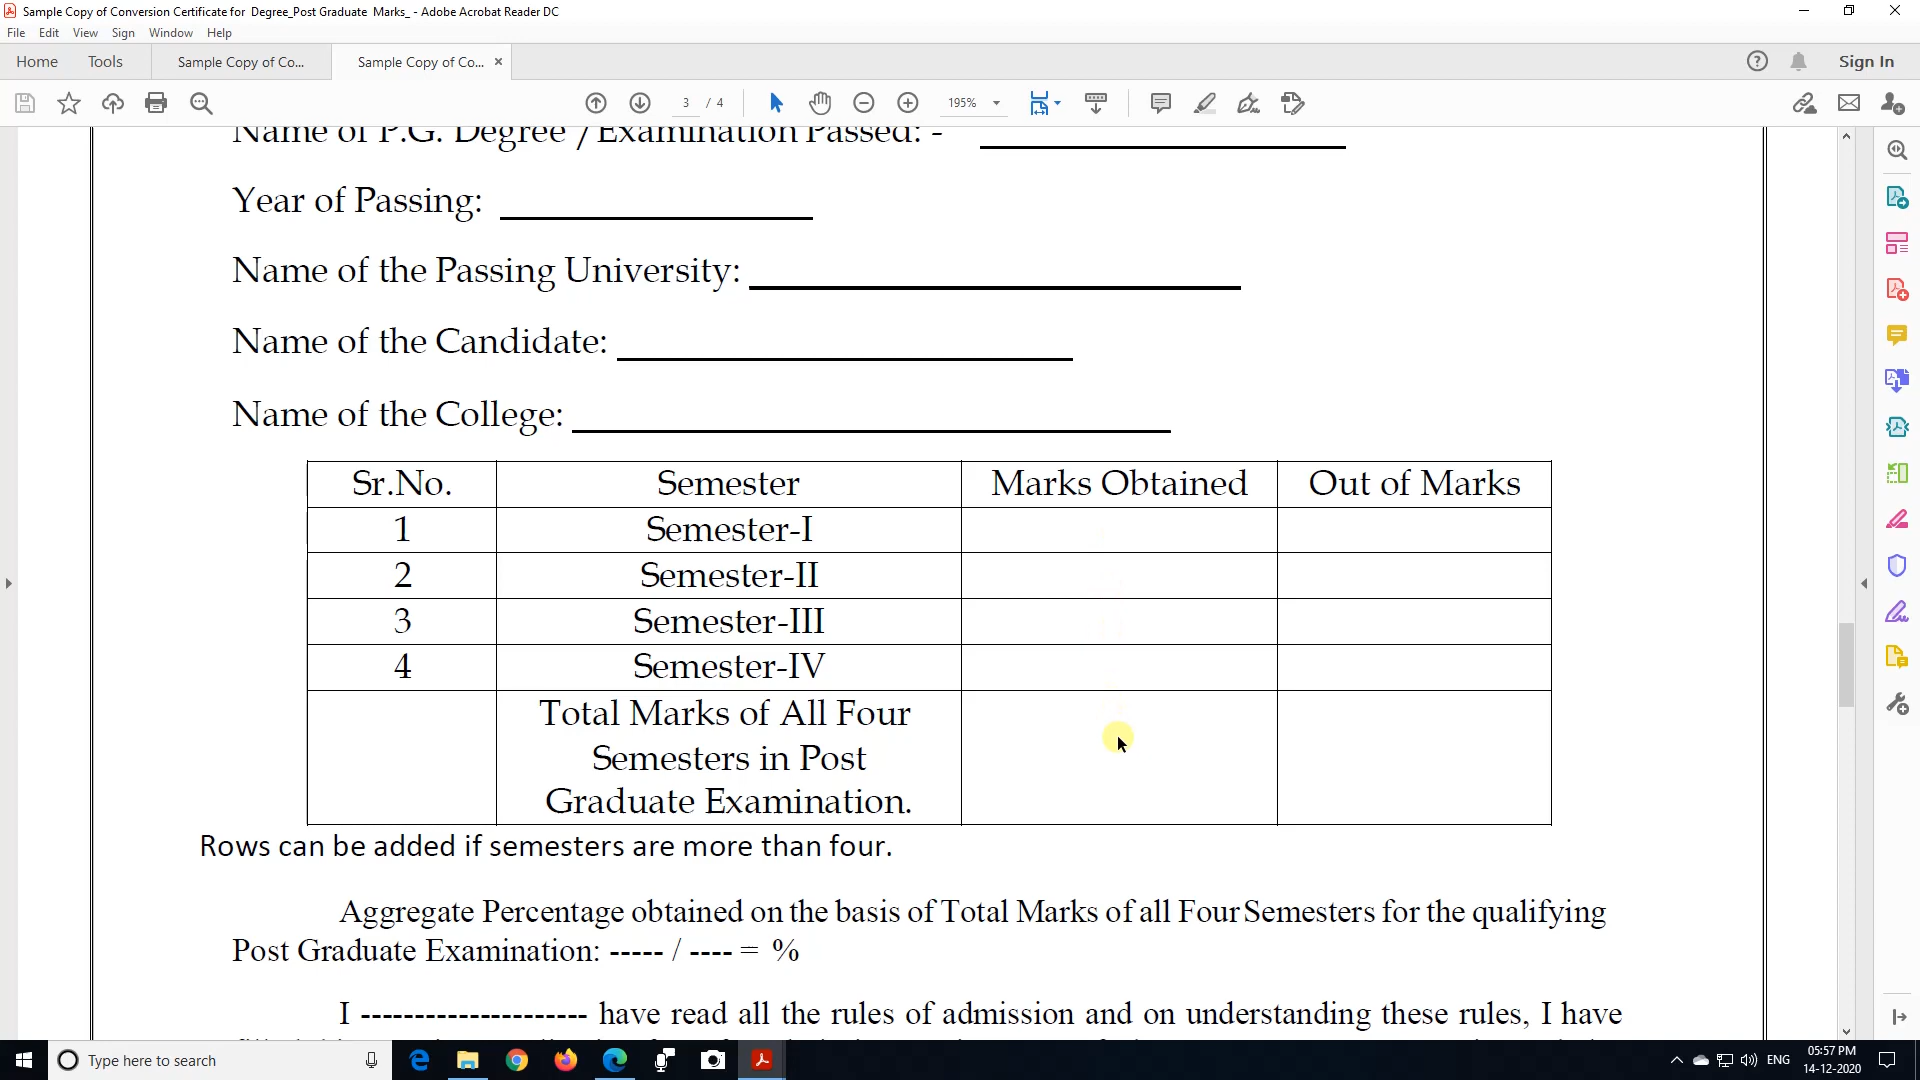 Sample Copy of Conversion Certificate for Degree_Post Graduate Marks_ - Adobe Acrobat Reader DC
File Edit View Sign Window Help
Home Tools Sample Copy of Co... Sample Copy of Co... × Sign In
3 / 4 195%
Name of P.G. Degree / Examination Passed: - ____________________
Year of Passing: ____________________
Name of the Passing University: ____________________
Name of the Candidate: ____________________
Name of the College: ____________________
Sr.No. Semester Marks Obtained Out of Marks
1 Semester-I
2 Semester-II
3 Semester-III
4 Semester-IV
Total Marks of All Four
Semesters in Post
Graduate Examination.
Rows can be added if semesters are more than four.
Aggregate Percentage obtained on the basis of Total Marks of all Four Semesters for the qualifying
Post Graduate Examination: ----- / ---- = %
I --------------------- have read all the rules of admission and on understanding these rules, I have
Type here to search
ENG
05:57 PM
14-12-2020